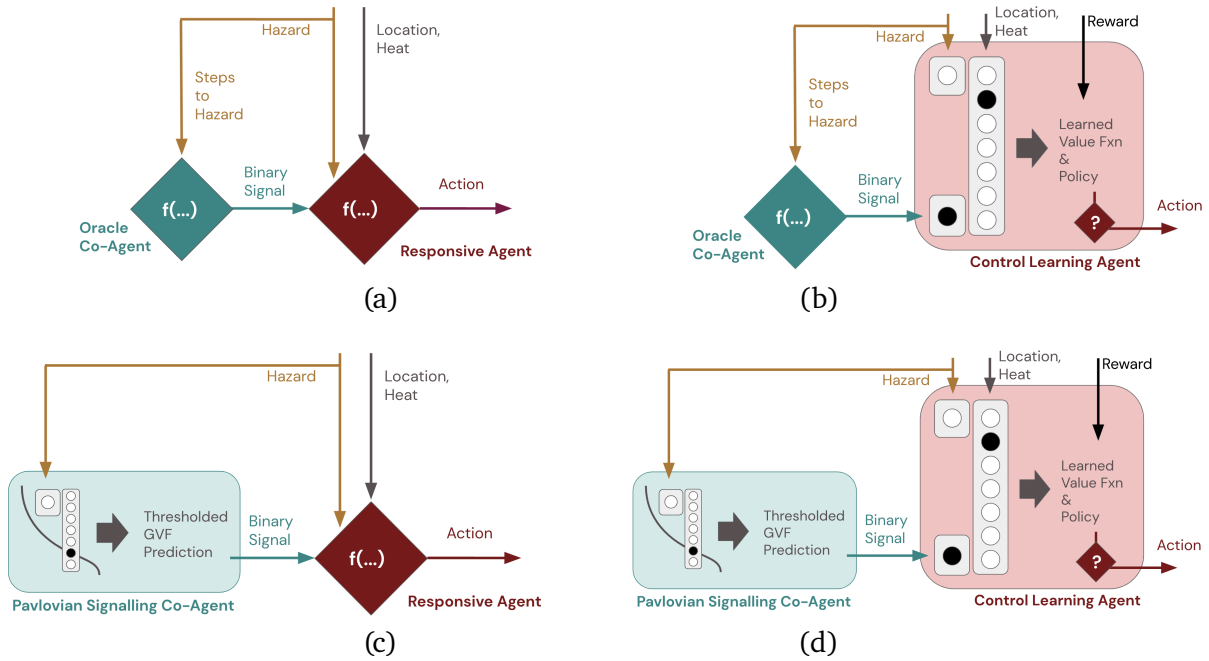 Hazard
Location,
Heat
Steps
to
Hazard
Binary
Signal
Action
f(...)
f(...)
Oracle
Co-Agent
Responsive Agent
(a)
Hazard
Location,
Heat
Reward
Steps
to
Hazard
Learned
Value Fxn
&
Policy
Binary
Signal
Action
f(...)
?
Oracle
Co-Agent
Control Learning Agent
(b)
Hazard
Location,
Heat
Thresholded
GVF
Prediction
Binary
Signal
Action
f(...)
Pavlovian Signalling Co-Agent
Responsive Agent
(c)
Hazard
Location,
Heat
Reward
Learned
Value Fxn
&
Policy
Thresholded
GVF
Prediction
Binary
Signal
Action
?
Pavlovian Signalling Co-Agent
Control Learning Agent
(d)